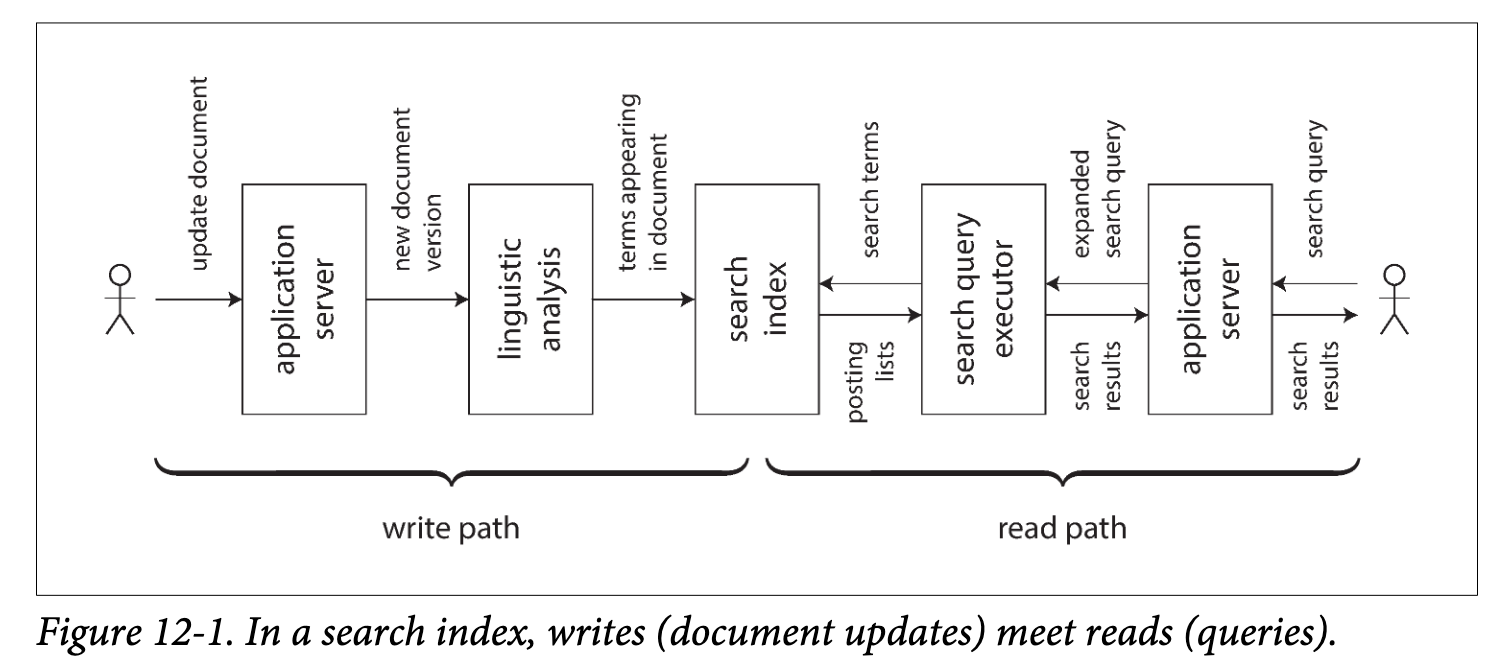 update document
application
server
new document
version
linguistic
analysis
terms appearing
in document
search
index
search terms
posting
lists
search query
executor
expanded
search query
search
results
application
server
search query
search
results
write path
read path
Figure 12-1. In a search index, writes (document updates) meet reads (queries).